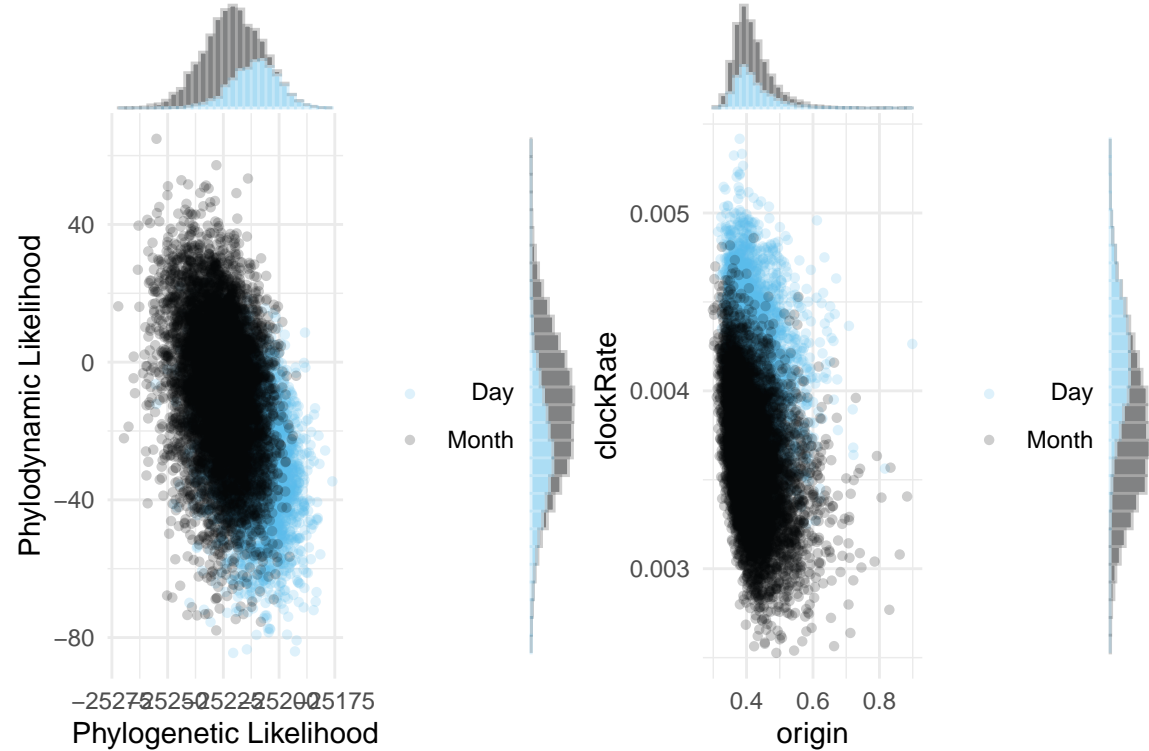 40
0
−40
−80
Phylodynamic Likelihood
−25275
−25250
−25225
−25200
−25175
Phylogenetic Likelihood
Day
Month
0.005
0.004
0.003
clockRate
0.4 0.6 0.8
origin
Day
Month